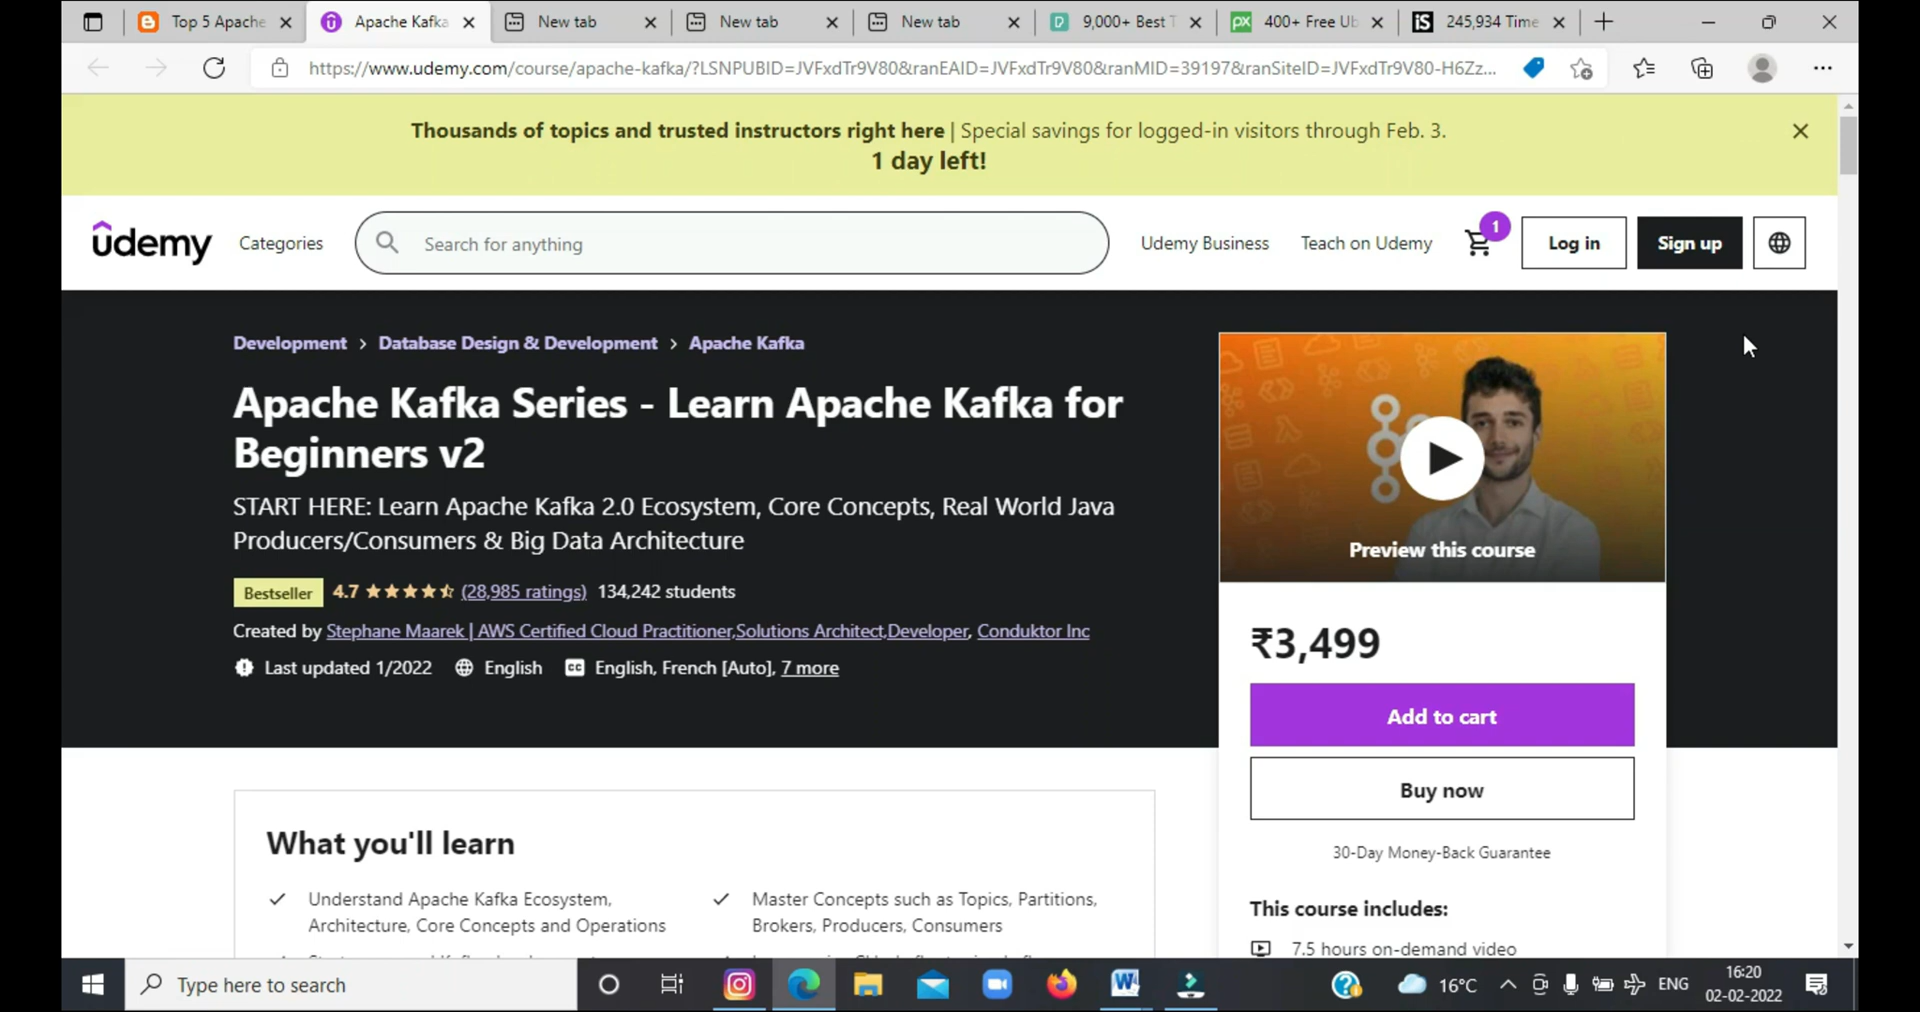 Top 5 Apache
Apache Kafka
New tab
New tab
New tab
9,000+ Best T
400+ Free Ub
245,934 Time
https://www.udemy.com/course/apache-kafka/?LSNPUBID=JVFxdTr9V80&ranEAID=JVFxdTr9V80&ranMID=39197&ranSiteID=JVFxdTr9V80-H6Zz...
Thousands of topics and trusted instructors right here | Special savings for logged-in visitors through Feb. 3.
1 day left!
udemy
Categories
Search for anything
Udemy Business
Teach on Udemy
1
Log in
Sign up
Development > Database Design & Development > Apache Kafka
Apache Kafka Series - Learn Apache Kafka for
Beginners v2
START HERE: Learn Apache Kafka 2.0 Ecosystem, Core Concepts, Real World Java
Producers/Consumers & Big Data Architecture
Bestseller 4.7 (28,985 ratings) 134,242 students
Created by Stephane Maarek | AWS Certified Cloud Practitioner,Solutions Architect,Developer, Conduktor Inc
Last updated 1/2022 English CC English, French [Auto], 7 more
Preview this course
₹3,499
Add to cart
Buy now
30-Day Money-Back Guarantee
This course includes:
7.5 hours on-demand video
What you'll learn
Understand Apache Kafka Ecosystem,
Architecture, Core Concepts and Operations
Master Concepts such as Topics, Partitions,
Brokers, Producers, Consumers
Type here to search
16°C
ENG
16:20
02-02-2022